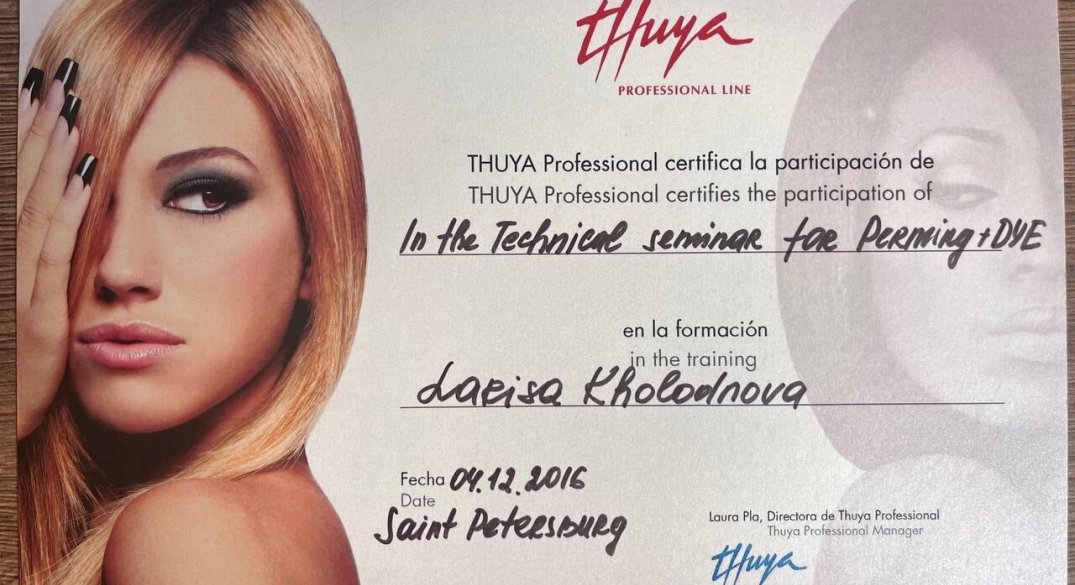 thuya
PROFESSIONAL LINE
THUYA Professional certifica la participación de
THUYA Professional certifies the participation of
In the Technical seminar for Perming+DYE
en la formación
in the training
Larisa Kholodnova
Fecha 04.12.2016
Date
Saint Petersburg
Laura Pla, Directora de Thuya Professional
Thuya Professional Manager
thuya